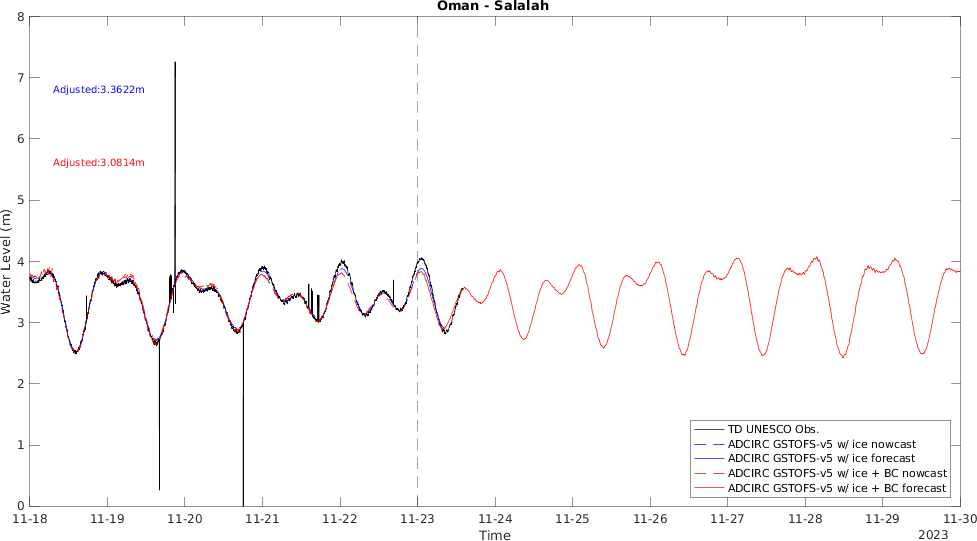 Oman - Salalah
8
7
6
5
4
3
2
1
0
Water Level (m)
Adjusted:3.3622m
Adjusted:3.0814m
TD UNESCO Obs.
ADCIRC GSTOFS-v5 w/ ice nowcast
ADCIRC GSTOFS-v5 w/ ice forecast
ADCIRC GSTOFS-v5 w/ ice + BC nowcast
ADCIRC GSTOFS-v5 w/ ice + BC forecast
11-18 11-19 11-20 11-21 11-22 11-23 11-24 11-25 11-26 11-27 11-28 11-29 11-30
Time
2023